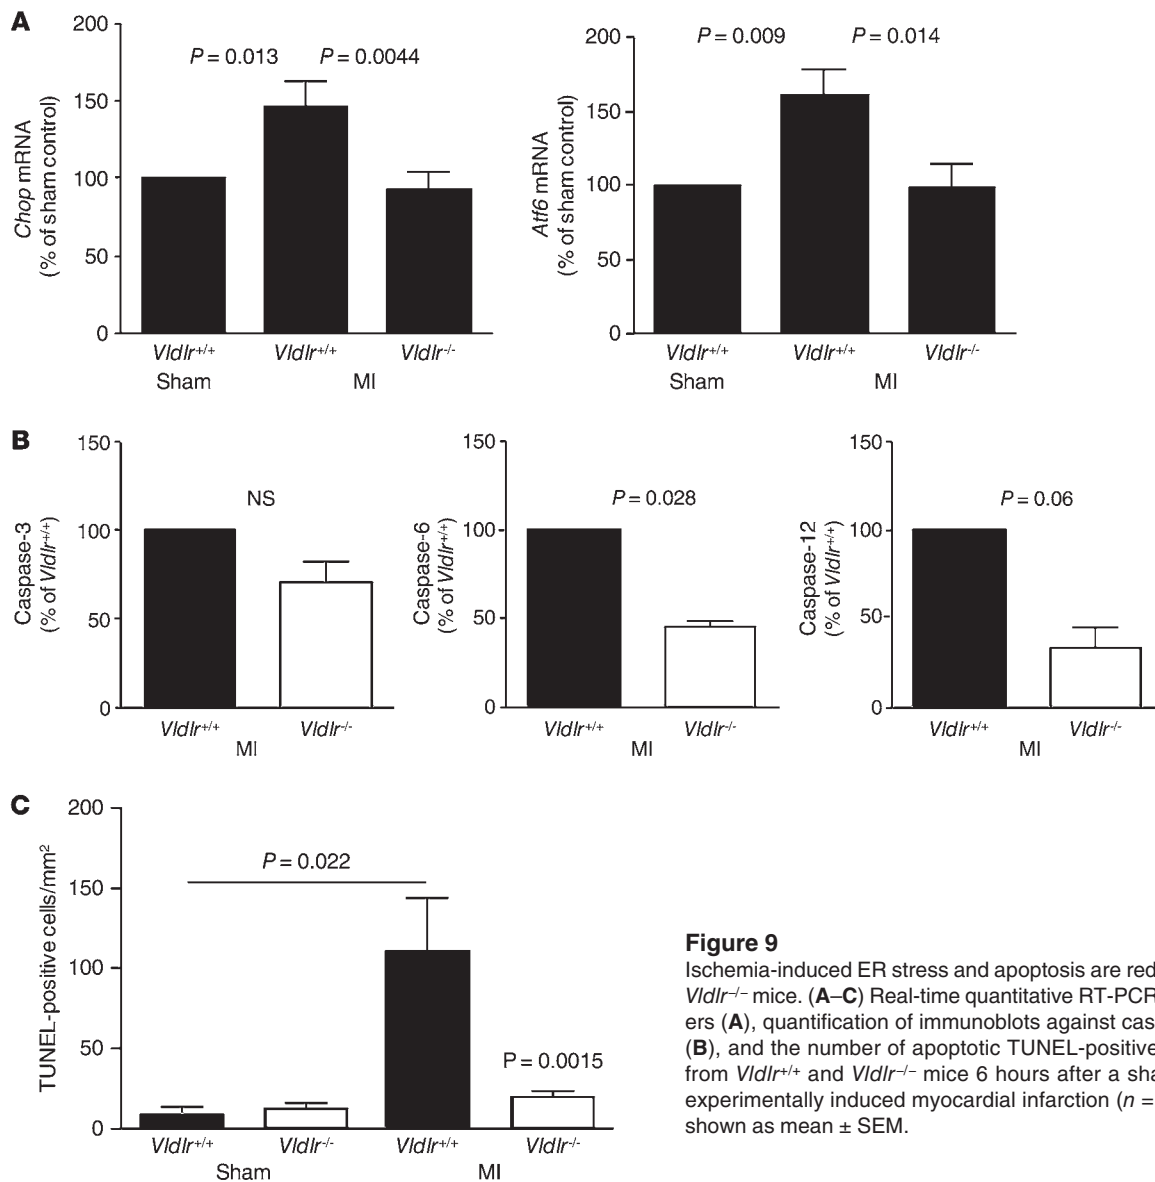 A
200
150
100
50
0
Chop mRNA
(% of sham control)
P = 0.013
P = 0.0044
Vldlr+/+
Vldlr+/+
Vldlr-/-
Sham
MI
200
150
100
50
0
Atf6 mRNA
(% of sham control)
P = 0.009
P = 0.014
Vldlr+/+
Vldlr+/+
Vldlr-/-
Sham
MI
B
150
100
50
0
Caspase-3
(% of Vldlr+/+)
NS
Vldlr+/+
Vldlr-/-
MI
150
100
50
0
Caspase-6
(% of Vldlr+/+)
P = 0.028
Vldlr+/+
Vldlr-/-
MI
150
100
50
0
Caspase-12
(% of Vldlr+/+)
P = 0.06
Vldlr+/+
Vldlr-/-
MI
C
200
150
100
50
0
TUNEL-positive cells/mm²
P = 0.022
P = 0.0015
Vldlr+/+
Vldlr-/-
Vldlr+/+
Vldlr-/-
Sham
MI
Figure 9
Ischemia-induced ER stress and apoptosis are red
Vldlr−/− mice. (A–C) Real-time quantitative RT-PCR
ers (A), quantification of immunoblots against cas
(B), and the number of apoptotic TUNEL-positive
from Vldlr+/+ and Vldlr−/− mice 6 hours after a sha
experimentally induced myocardial infarction (n =
shown as mean ± SEM.